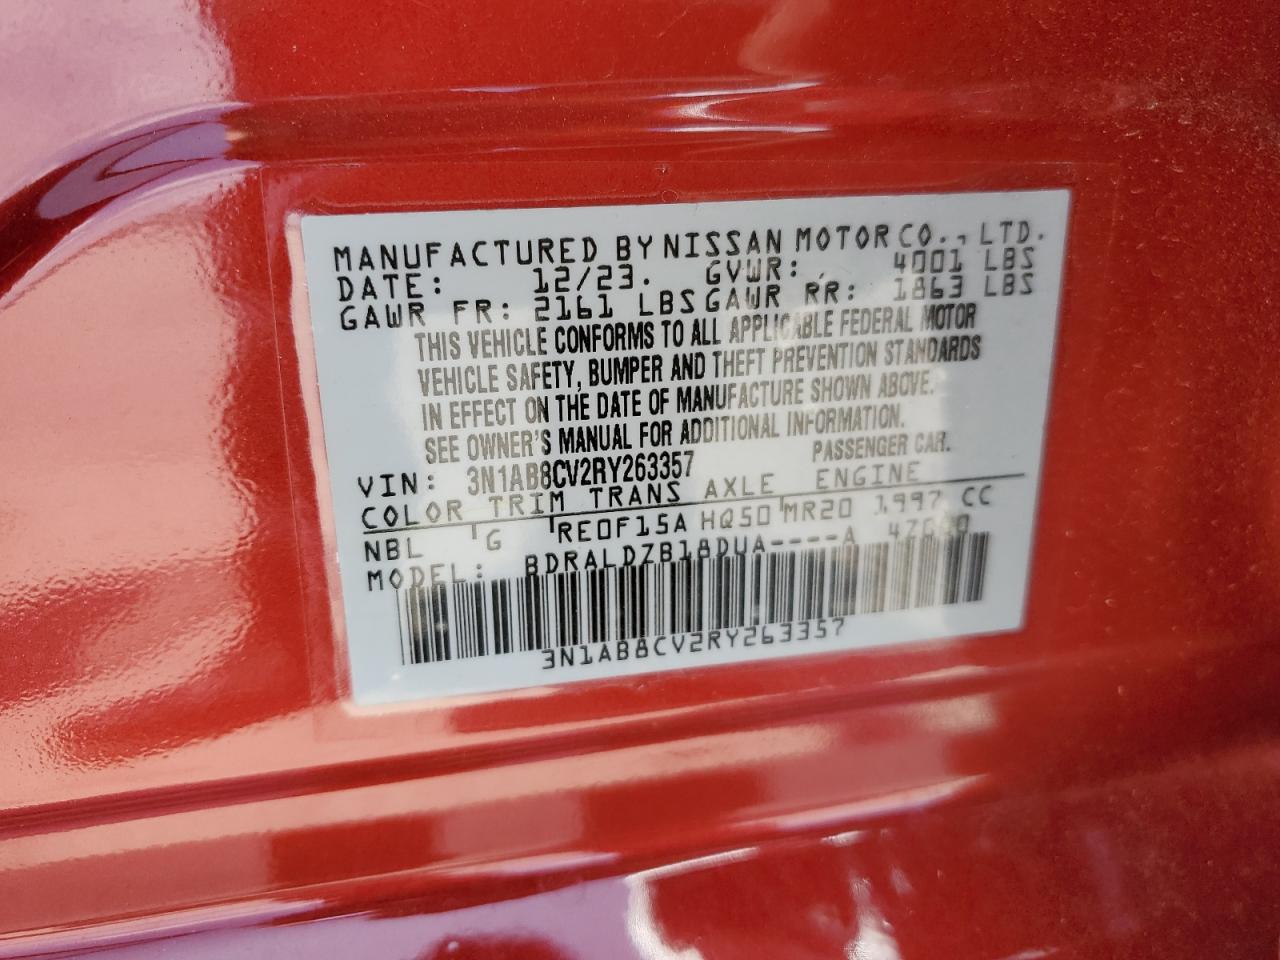 MANUFACTURED BY NISSAN MOTOR CO., LTD.
DATE: 12/23. GVWR: 4001 LBS
GAWR FR: 2161 LBS GAWR RR: 1863 LBS
THIS VEHICLE CONFORMS TO ALL APPLICABLE FEDERAL MOTOR
VEHICLE SAFETY, BUMPER AND THEFT PREVENTION STANDARDS
IN EFFECT ON THE DATE OF MANUFACTURE SHOWN ABOVE.
SEE OWNER'S MANUAL FOR ADDITIONAL INFORMATION.
VIN: 3N1AB8CV2RY263357 PASSENGER CAR.
COLOR TRIM TRANS AXLE ENGINE
NBL G RE0F15A HQ50 MR20 1997 CC
MODEL: BDRALDZB18DUA----A
3N1AB8CV2RY263357